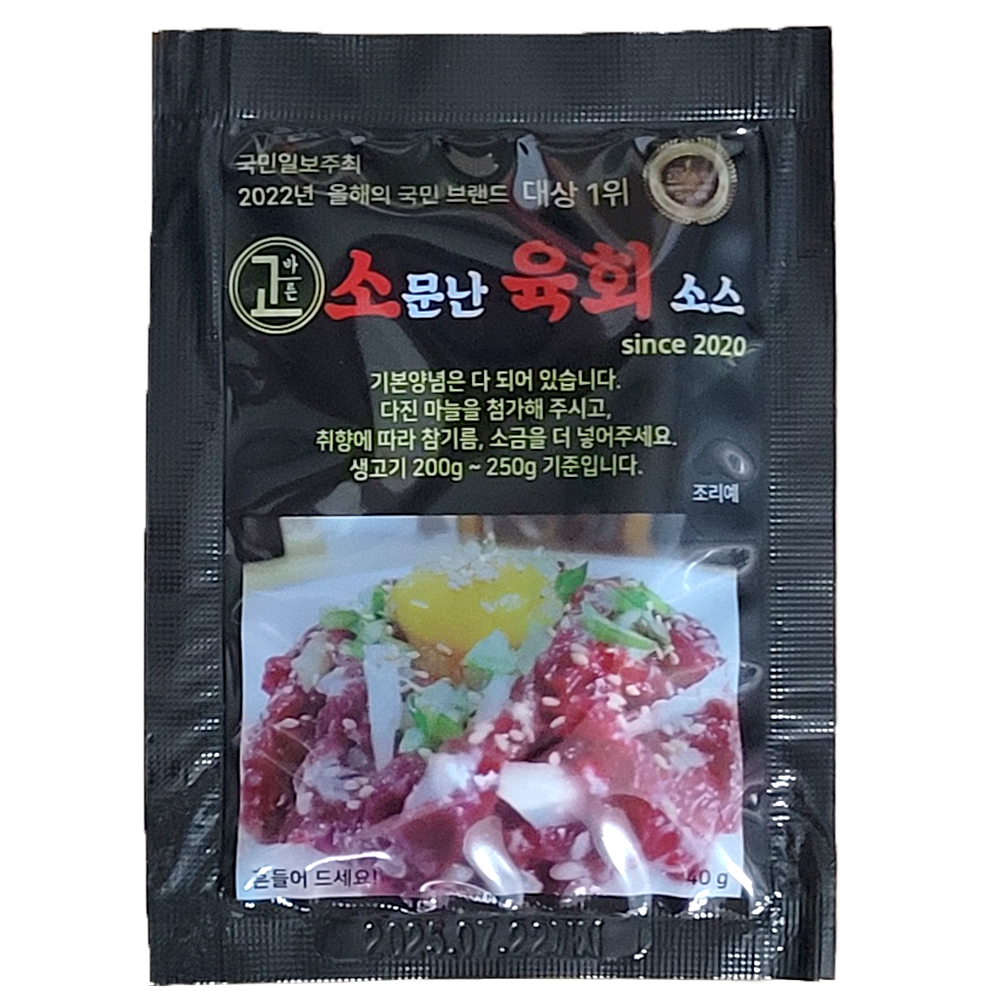 국민일보주최
2022년 올해의 국민 브랜드 대상 1위
바른고 소문난 육회 소스
since 2020
기본양념은 다 되어 있습니다.
다진 마늘을 첨가해 주시고,
취향에 따라 참기름, 소금을 더 넣어주세요.
생고기 200g ~ 250g 기준입니다.
조리예
흔들어 드세요!
40 g
2025.07.22까지